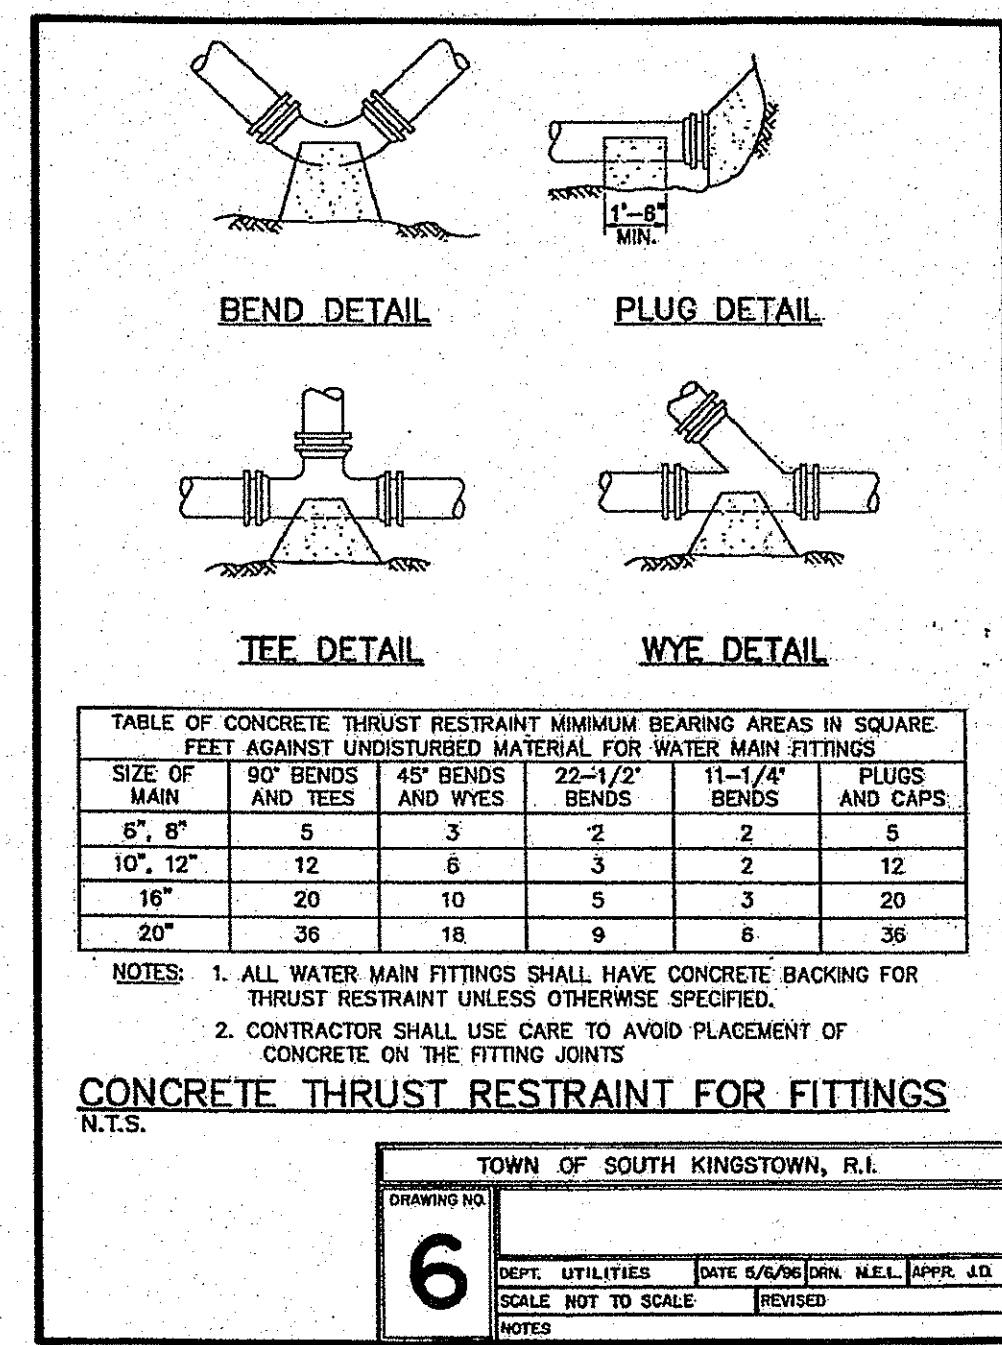 1'-6"
MIN.
BEND DETAIL
PLUG DETAIL
TEE DETAIL
WYE DETAIL
TABLE OF CONCRETE THRUST RESTRAINT MIMIMUM BEARING AREAS IN SQUARE
FEET AGAINST UNDISTURBED MATERIAL FOR WATER MAIN FITTINGS
SIZE OF MAIN 90° BENDS AND TEES 45° BENDS AND WYES 22-1/2° BENDS 11-1/4° BENDS PLUGS AND CAPS
6", 8" 5 3 2 2 5
10", 12" 12 6 3 2 12
16" 20 10 5 3 20
20" 36 18 9 6 36
NOTES: 1. ALL WATER MAIN FITTINGS SHALL HAVE CONCRETE BACKING FOR
THRUST RESTRAINT UNLESS OTHERWISE SPECIFIED.
2. CONTRACTOR SHALL USE CARE TO AVOID PLACEMENT OF
CONCRETE ON THE FITTING JOINTS
CONCRETE THRUST RESTRAINT FOR FITTINGS
N.T.S.
TOWN OF SOUTH KINGSTOWN, R.I.
DRAWING NO.
6
DEPT. UTILITIES DATE 5/6/96 DRN. M.E.L. APPR. J.D.
SCALE NOT TO SCALE REVISED
NOTES